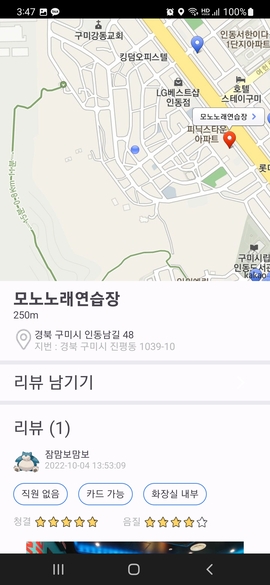 3:47
100%
구미강동교회
인동서한이다
1단지아파트
킹덤오피스텔
LG베스트샵
인동점
호텔
스테이구미
모노노래연습장
피닉스타운
아파트
롯데
구미시립
인동도서관
kakao
모노노래연습장
250m
경북 구미시 인동남길 48
지번 : 경북 구미시 진평동 1039-10
리뷰 남기기
리뷰 (1)
잠맘보맘보
2022-10-04 13:53:09
직원 없음
카드 가능
화장실 내부
청결
음질